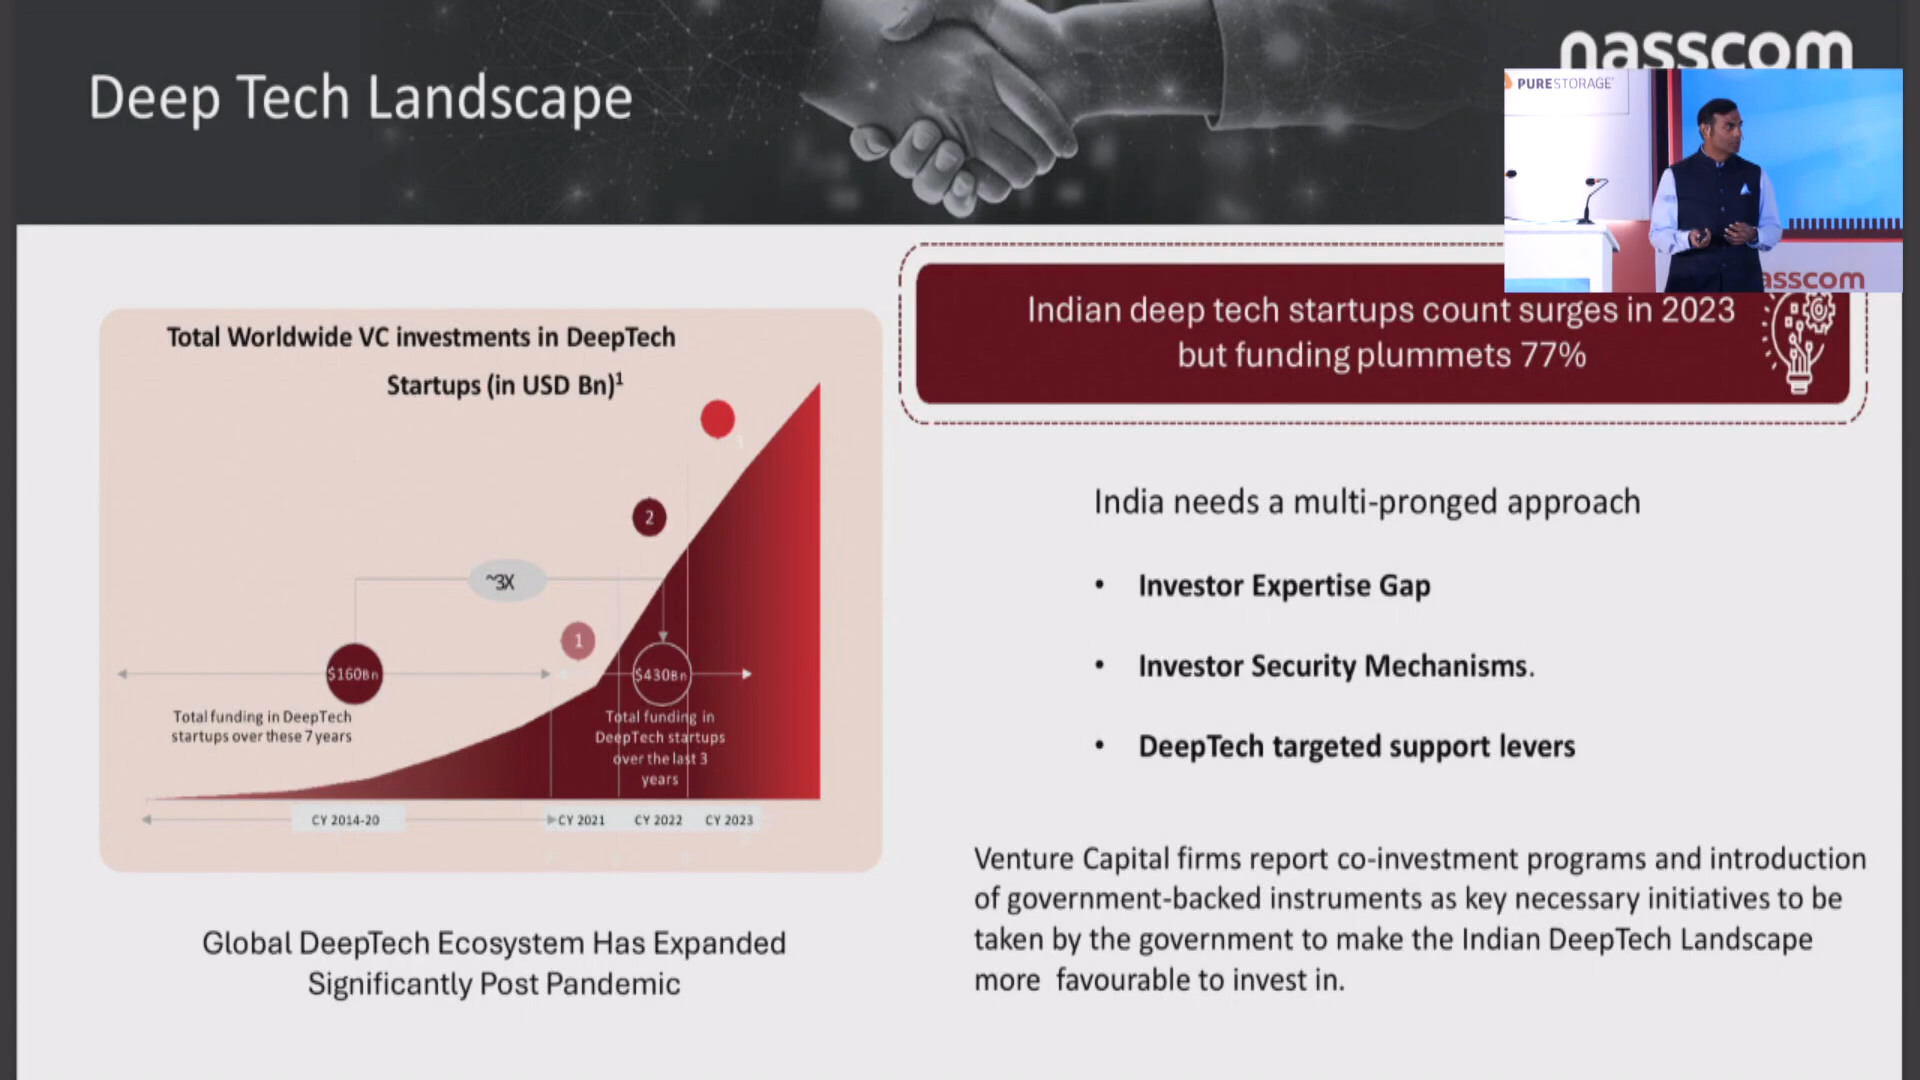 Deep Tech Landscape
nasscom
PURESTORAGE
asscom
Total Worldwide VC investments in DeepTech
Startups (in USD Bn)1
2
~3X
1
$160Bn
$430Bn
Total funding in DeepTech
startups over these 7 years
Total funding in
DeepTech startups
over the last 3
years
CY 2014-20
CY 2021
CY 2022
CY 2023
Global DeepTech Ecosystem Has Expanded
Significantly Post Pandemic
Indian deep tech startups count surges in 2023
but funding plummets 77%
India needs a multi-pronged approach
• Investor Expertise Gap
• Investor Security Mechanisms.
• DeepTech targeted support levers
Venture Capital firms report co-investment programs and introduction
of government-backed instruments as key necessary initiatives to be
taken by the government to make the Indian DeepTech Landscape
more favourable to invest in.